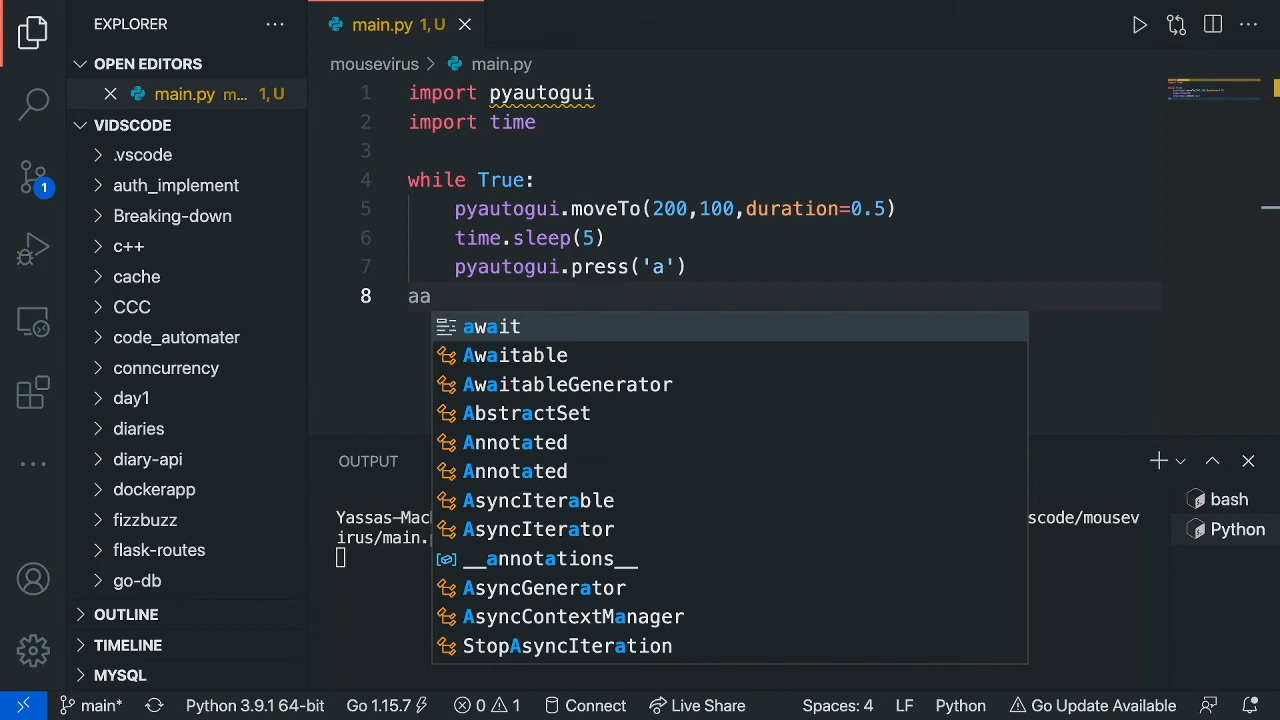 EXPLORER
OPEN EDITORS
main.py m... 1, U
VIDSCODE
.vscode
auth_implement
Breaking-down
c++
cache
CCC
code_automater
conncurrency
day1
diaries
diary-api
dockerapp
fizzbuzz
flask-routes
go-db
OUTLINE
TIMELINE
MYSQL
1
main.py 1, U
mousevirus > main.py
1 import pyautogui
2 import time
3
4 while True:
5 pyautogui.moveTo(200,100,duration=0.5)
6 time.sleep(5)
7 pyautogui.press('a')
8 aa
await
Awaitable
AwaitableGenerator
AbstractSet
Annotated
Annotated
AsyncIterable
AsyncIterator
__annotations__
AsyncGenerator
AsyncContextManager
StopAsyncIteration
OUTPUT
Yassas-Mac scode/mousev
irus/main.
bash
Python
main* Python 3.9.1 64-bit Go 1.15.7 0 1 Connect Live Share Spaces: 4 LF Python Go Update Available